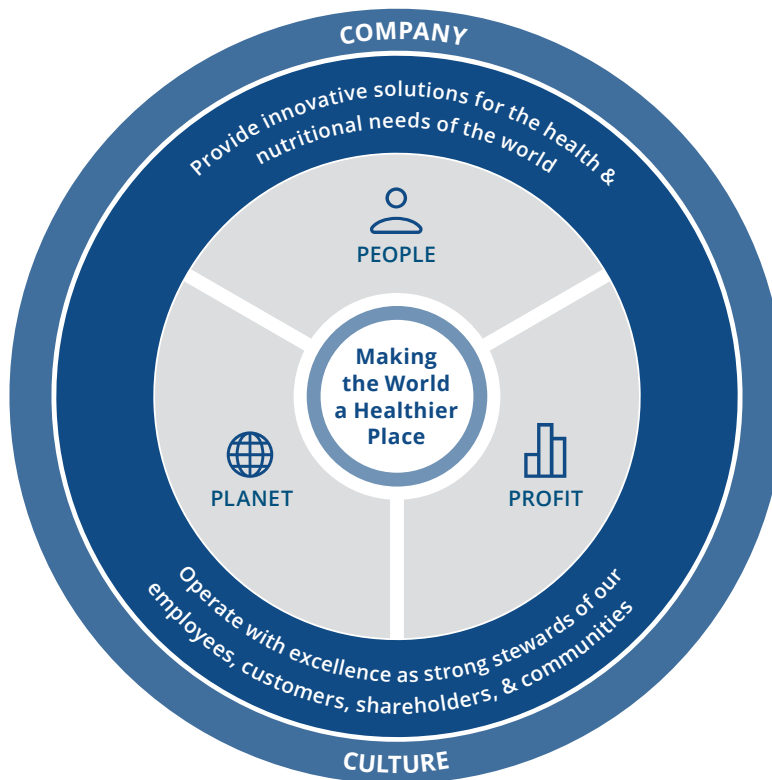 COMPANY
Provide innovative solutions for the health &
nutritional needs of the world
PEOPLE
Making
the World
a Healthier
Place
PLANET
PROFIT
Operate with excellence as strong stewards of our
employees, customers, shareholders, & communities
CULTURE